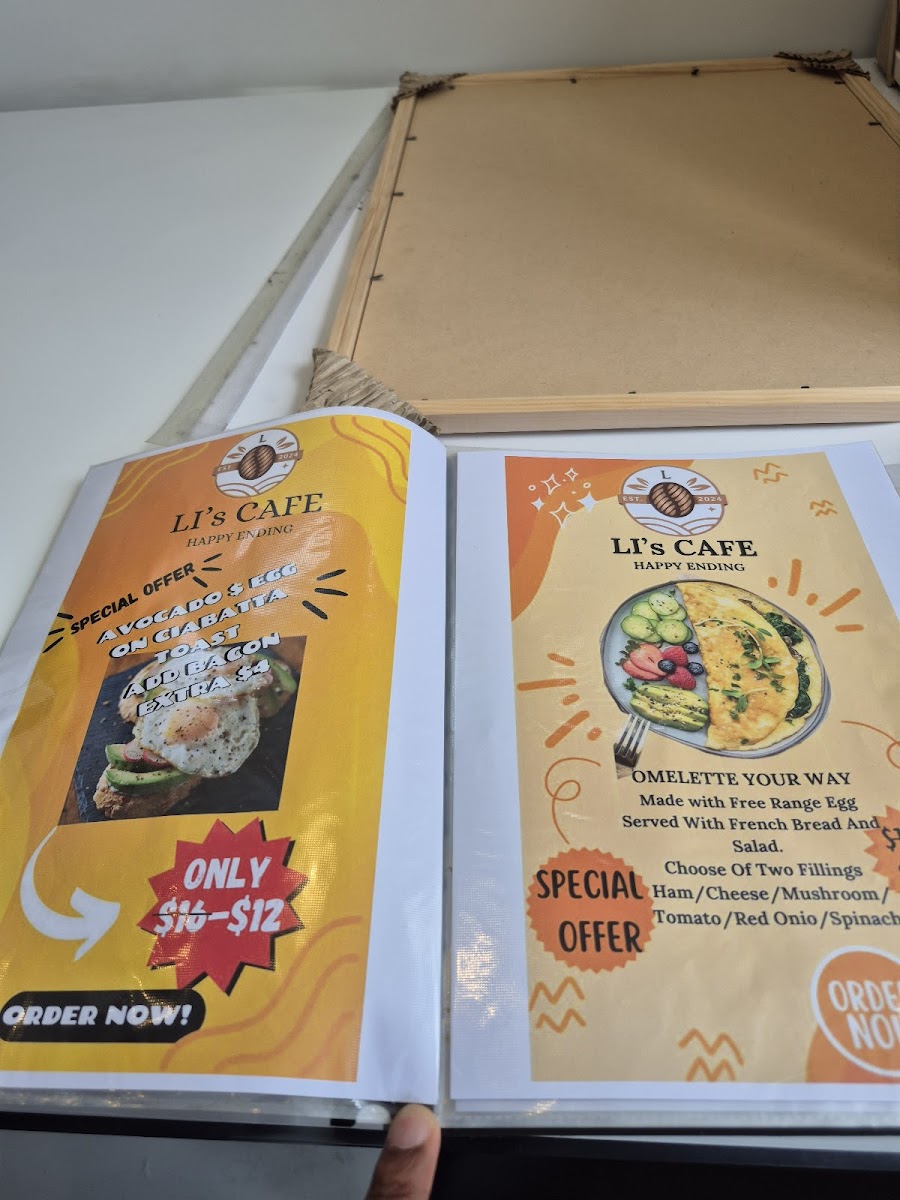 L
EST. 2024
LI's CAFE
HAPPY ENDING
SPECIAL OFFER
AVOCADO $ EGG
ON CIABATTA
TOAST
ADD BACON
EXTRA $4
ONLY
$16-$12
ORDER NOW!
L
EST. 2024
LI's CAFE
HAPPY ENDING
OMELETTE YOUR WAY
Made with Free Range Egg
Served With French Bread And
Salad.
Choose Of Two Fillings
Ham/Cheese/Mushroom/
Tomato/Red Onio/Spinach
SPECIAL
OFFER